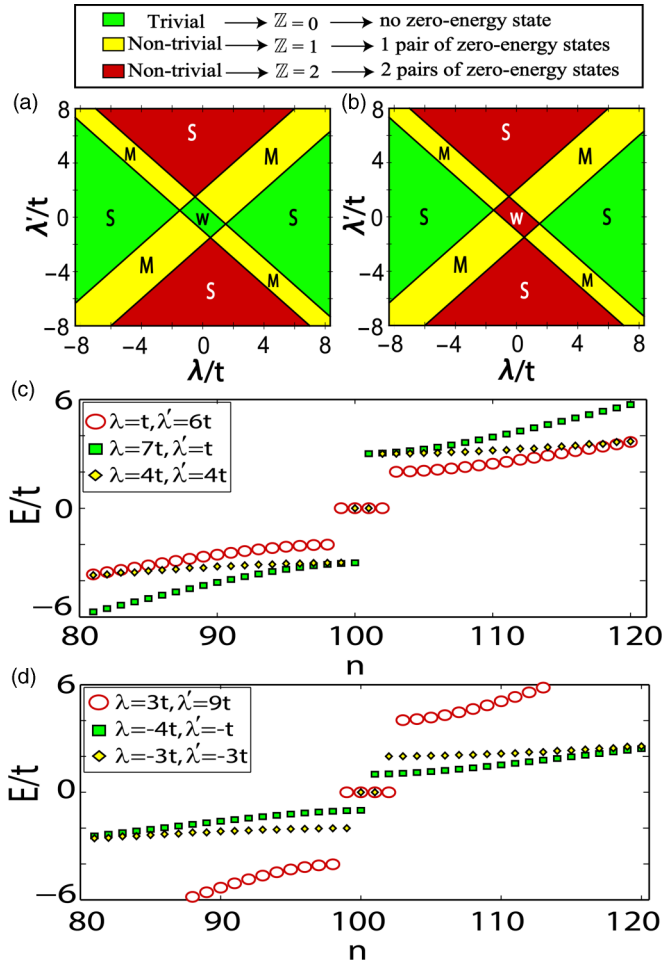 Trivial → ℤ = 0 → no zero-energy state
Non-trivial → ℤ = 1 → 1 pair of zero-energy states
Non-trivial → ℤ = 2 → 2 pairs of zero-energy states
(a)
8
4
0
−4
−8
λ′/t
S
M
M
S
W
S
M
M
S
−8 −4 0 4 8
λ/t
(b)
8
4
0
−4
−8
λ′/t
S
M
M
S
W
S
M
M
S
−8 −4 0 4 8
λ/t
(c)
6
0
−6
E/t
λ=t,λ′=6t
λ=7t,λ′=t
λ=4t,λ′=4t
80 90 100 110 120
n
(d)
6
0
−6
E/t
λ=3t,λ′=9t
λ=-4t,λ′=-t
λ=-3t,λ′=-3t
80 90 100 110 120
n